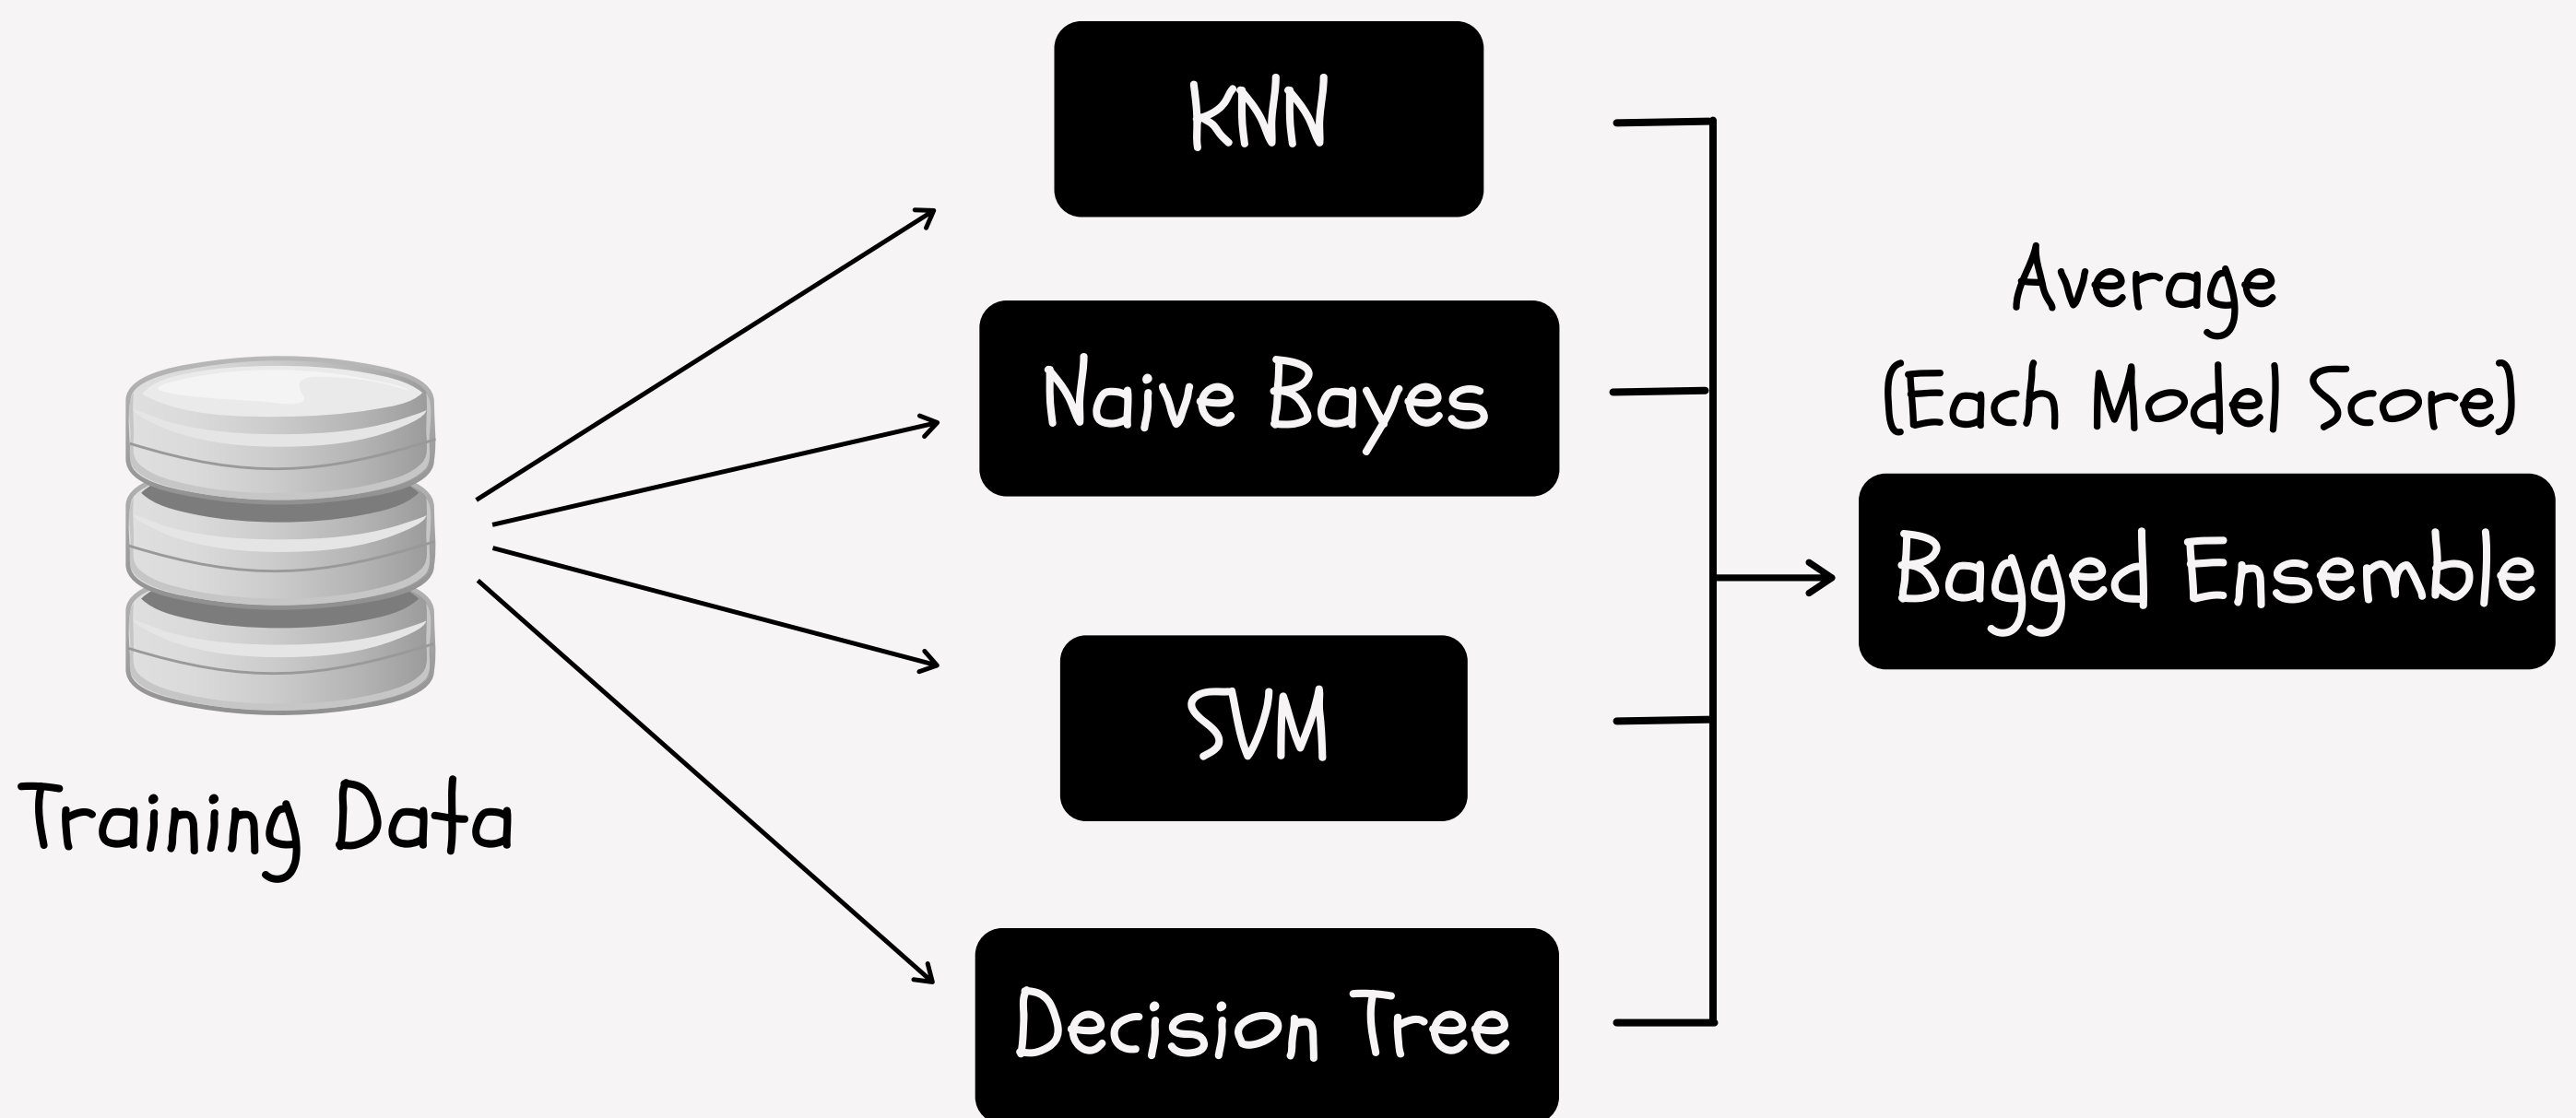 KNN
Naive Bayes
SVM
Decision Tree
Training Data
Average
(Each Model Score)
Bagged Ensemble